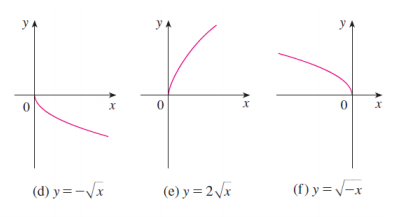 y y y
0 x 0 x 0 x
(d) y=−√x (e) y=2√x (f) y=√−x